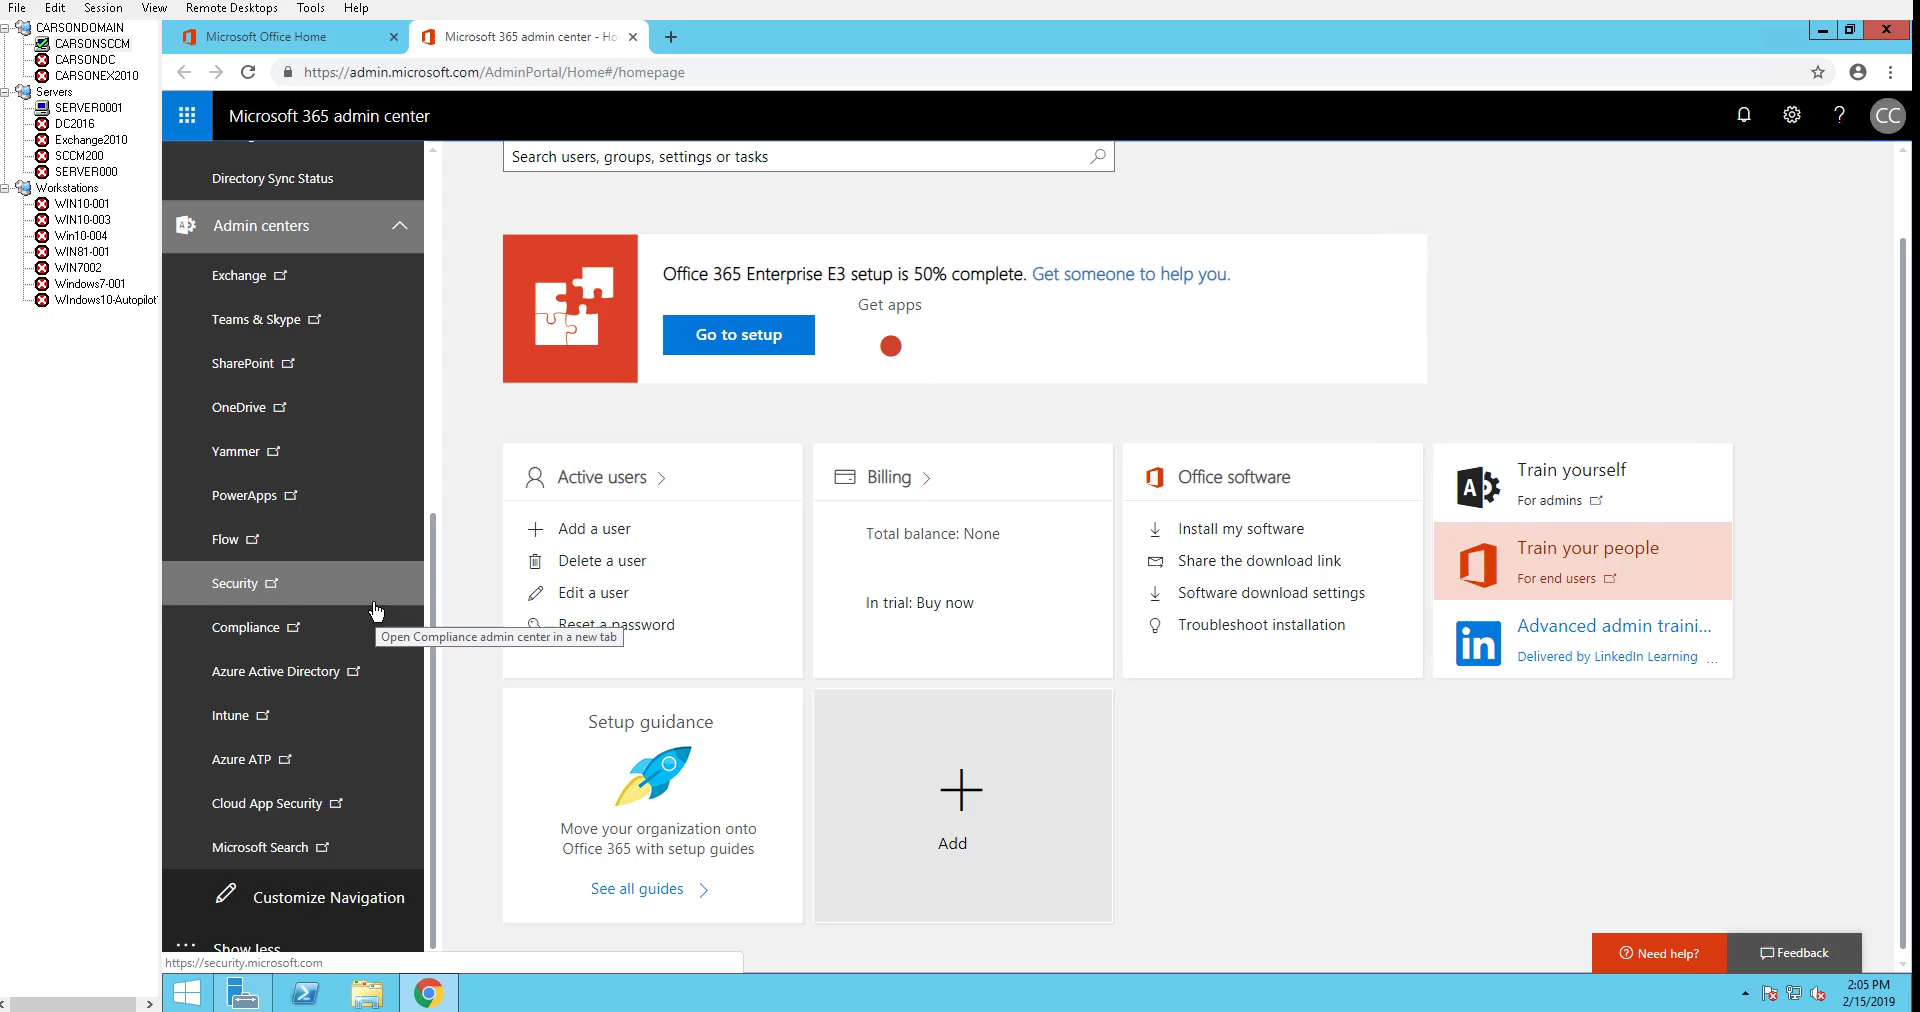 File Edit Session View Remote Desktops Tools Help
CARSONDOMAIN
CARSONSCCM
CARSONDC
CARSONEX2010
Servers
SERVER0001
DC2016
Exchange2010
SCCM200
SERVER000
Workstations
WIN10-001
WIN10-003
Win10-004
WIN81-001
WIN7002
Windows7-001
WIndows10-Autopilot
Microsoft Office Home
Microsoft 365 admin center - Ho
https://admin.microsoft.com/AdminPortal/Home#/homepage
Microsoft 365 admin center
CC
Directory Sync Status
Admin centers
Exchange
Teams & Skype
SharePoint
OneDrive
Yammer
PowerApps
Flow
Security
Compliance
Azure Active Directory
Intune
Azure ATP
Cloud App Security
Microsoft Search
Customize Navigation
Show less
Open Compliance admin center in a new tab
https://security.microsoft.com
Search users, groups, settings or tasks
Office 365 Enterprise E3 setup is 50% complete. Get someone to help you.
Get apps
Go to setup
Active users
Add a user
Delete a user
Edit a user
Reset a password
Billing
Total balance: None
In trial: Buy now
Office software
Install my software
Share the download link
Software download settings
Troubleshoot installation
Train yourself
For admins
Train your people
For end users
Advanced admin traini...
Delivered by LinkedIn Learning ...
Setup guidance
Move your organization onto
Office 365 with setup guides
See all guides
Add
Need help?
Feedback
2:05 PM
2/15/2019